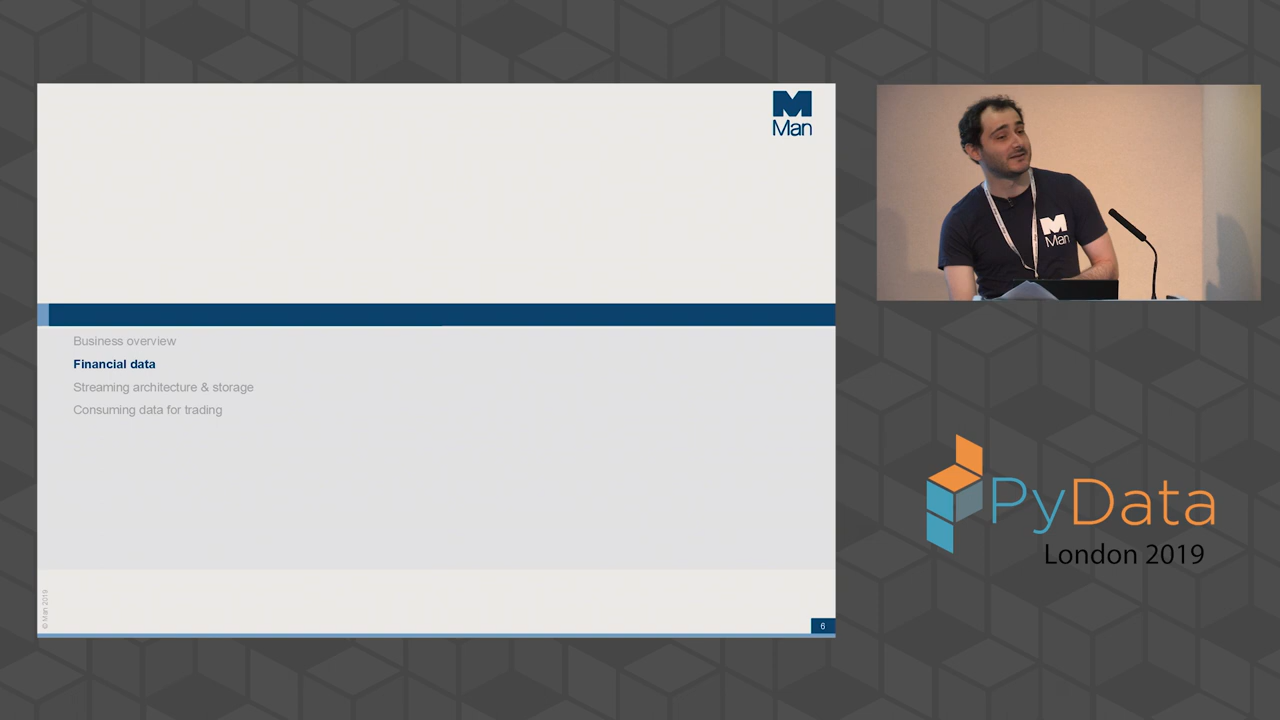 Man
Business overview
Financial data
Streaming architecture & storage
Consuming data for trading
© Man 2019
6
Man
PyData
London 2019